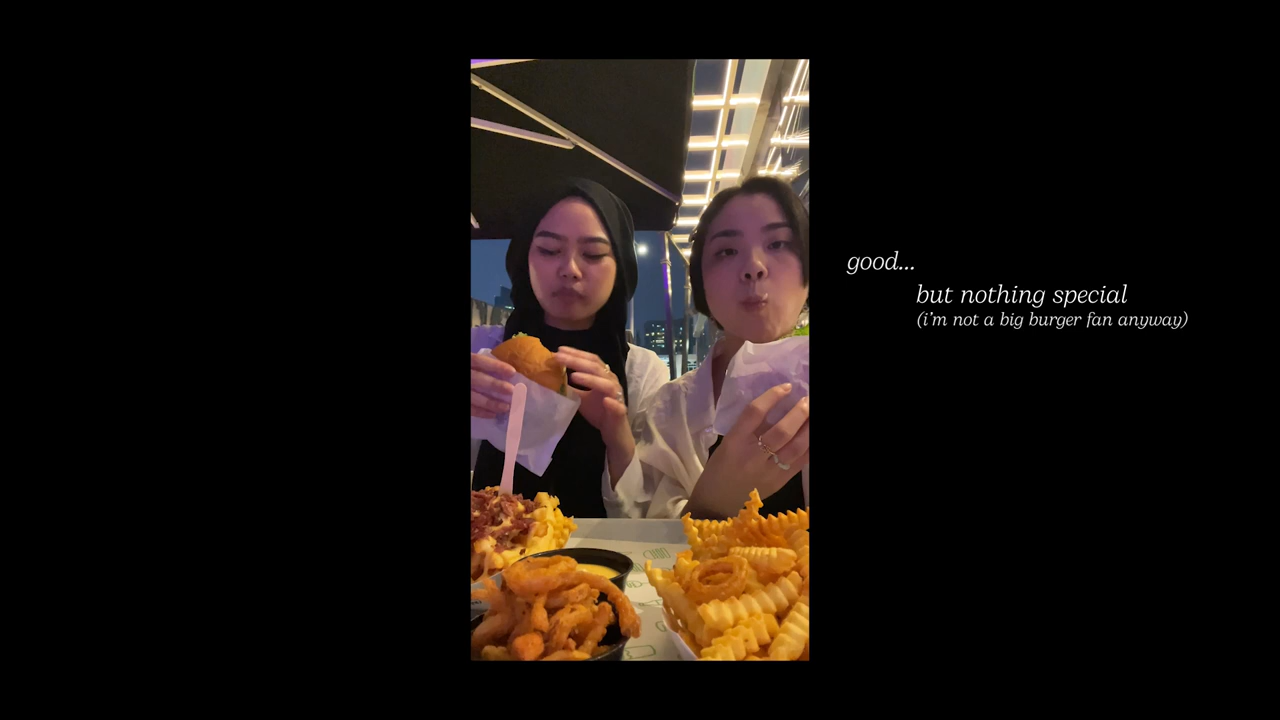 good...
but nothing special
(i'm not a big burger fan anyway)